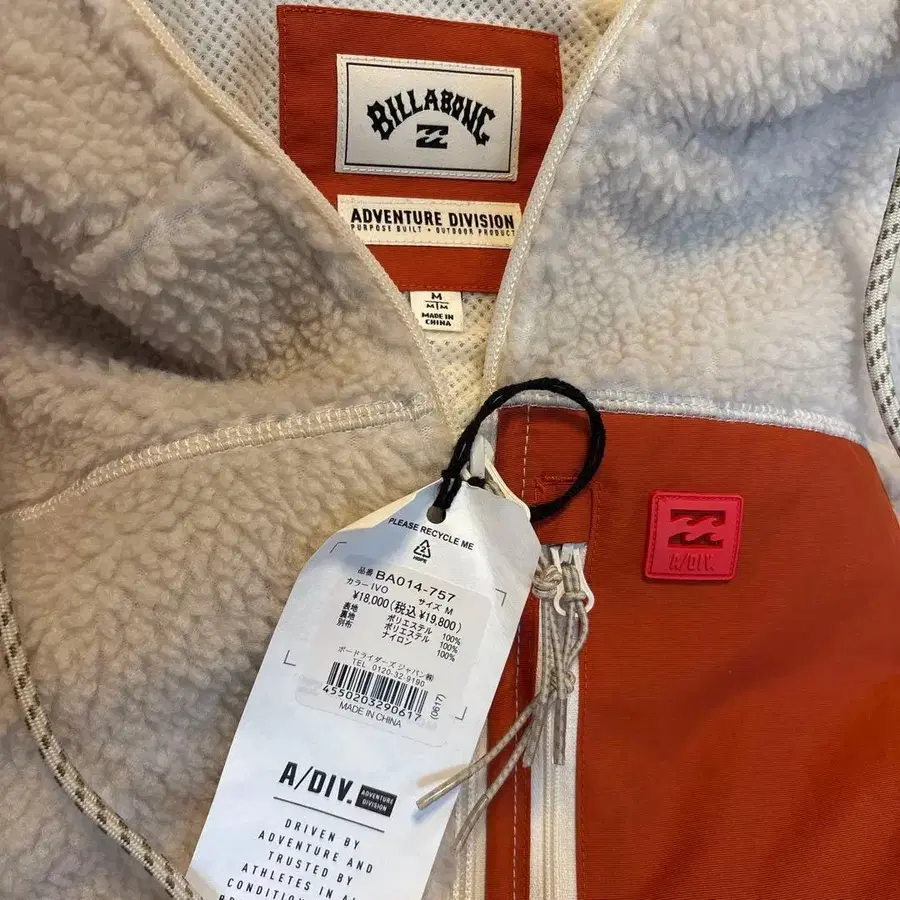 BILLABONG
ADVENTURE DIVISION
PURPOSE BUILT + OUTDOOR PRODUCT
M
M|M
MADE IN
CHINA
PLEASE RECYCLE ME
2
HDPE
品番 BA014-757
カラー IVO サイズ M
¥18,000(税込¥19,800)
表地 ポリエステル 100%
裏地 ポリエステル 100%
別布 ナイロン 100%
ボードライダーズ ジャパン㈱
TEL. 0120-32-9190
4550203290617
(0617)
MADE IN CHINA
A/DIV.
ADVENTURE
DIVISION
DRIVEN BY
ADVENTURE AND
TRUSTED BY
ATHLETES IN
A/DIV.